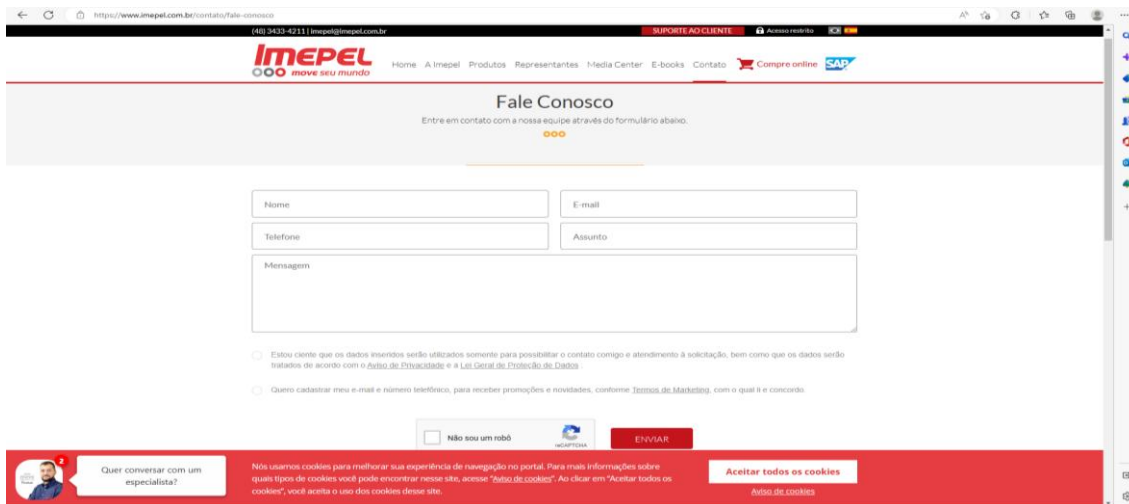 https://www.imepel.com.br/contato/fale-conosco
(48) 3433-4211 | imepel@imepel.com.br
SUPORTE AO CLIENTE
Acesso restrito
IMEPEL
move seu mundo
Home A Imepel Produtos Representantes Media Center E-books Contato Compre online SAP
Fale Conosco
Entre em contato com a nossa equipe através do formulário abaixo.
Nome
E-mail
Telefone
Assunto
Mensagem
Estou ciente que os dados inseridos serão utilizados somente para possibilitar o contato comigo e atendimento à solicitação, bem como que os dados serão
tratados de acordo com o Aviso de Privacidade e a Lei Geral de Proteção de Dados .
Quero cadastrar meu e-mail e número telefônico, para receber promoções e novidades, conforme Termos de Marketing, com o qual li e concordo.
Não sou um robô
reCAPTCHA
ENVIAR
2
Quer conversar com um
especialista?
Nós usamos cookies para melhorar sua experiência de navegação no portal. Para mais informações sobre
quais tipos de cookies você pode encontrar nesse site, acesse "Aviso de cookies". Ao clicar em "Aceitar todos os
cookies", você aceita o uso dos cookies desse site.
Aceitar todos os cookies
Aviso de cookies